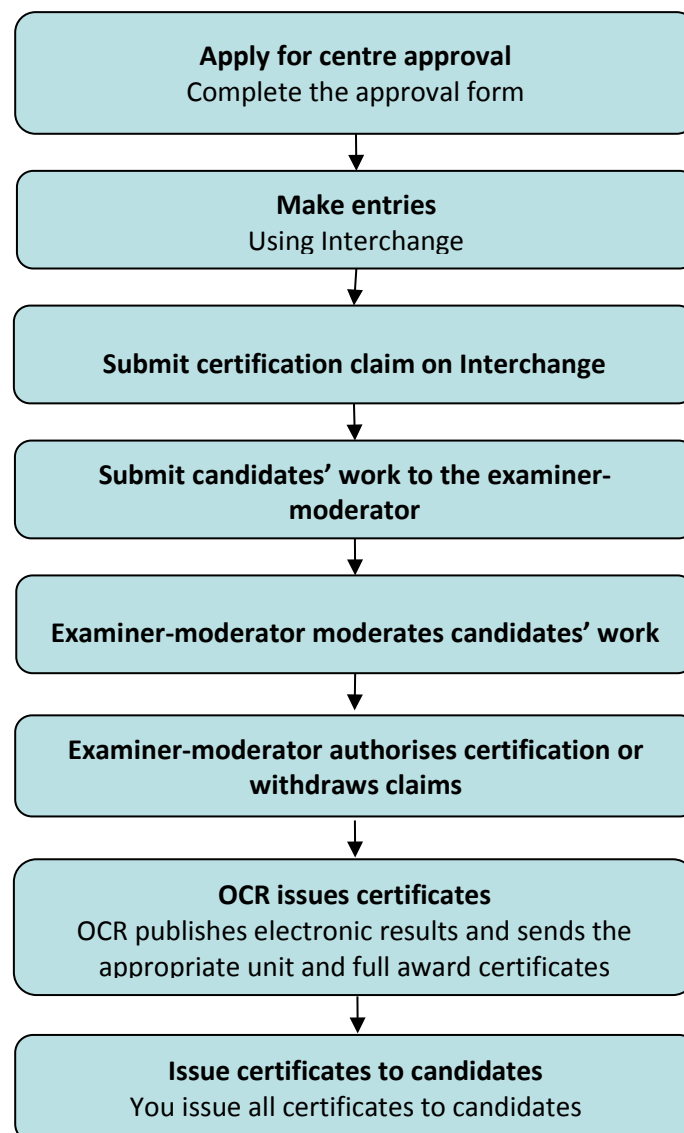 Apply for centre approval
Complete the approval form
Make entries
Using Interchange
Submit certification claim on Interchange
Submit candidates’ work to the examiner-
moderator
Examiner-moderator moderates candidates’ work
Examiner-moderator authorises certification or
withdraws claims
OCR issues certificates
OCR publishes electronic results and sends the
appropriate unit and full award certificates
Issue certificates to candidates
You issue all certificates to candidates